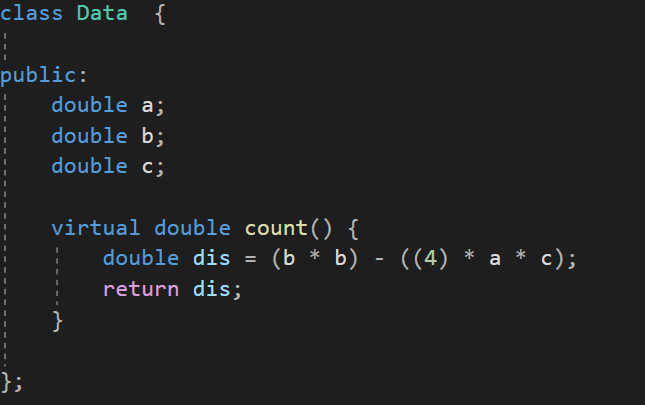 class Data  {
public:
    double a;
    double b;
    double c;
    virtual double count() {
        double dis = (b * b) - ((4) * a * c);
        return dis;
    }
};